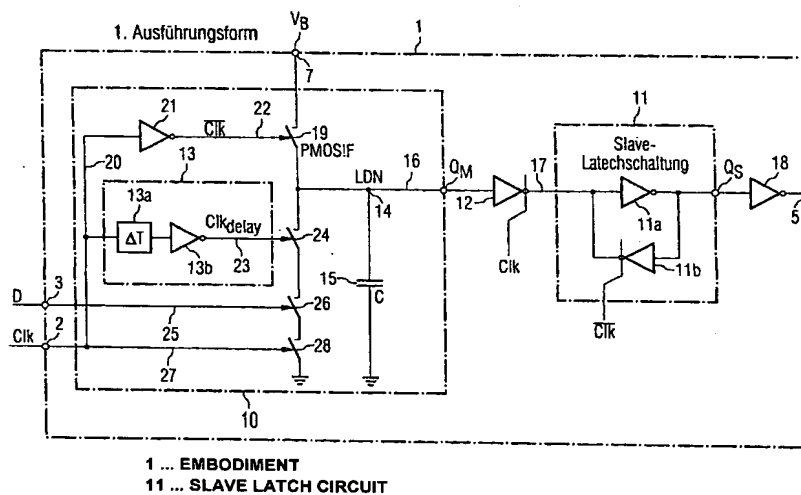 1. Ausführungsform
V_B
1
7
21
C̅l̅k̅
22
19
PMOS!F
20
13
LDN
16
Q_M
14
12
17
Clk
11
Slave-
Latechschaltung
11a
11b
C̅l̅k̅
Q_S
18
5
13a
ΔT
13b
Clk_delay
23
24
15
C
D
3
25
26
Clk
2
27
28
10
1 ... EMBODIMENT
11 ... SLAVE LATCH CIRCUIT